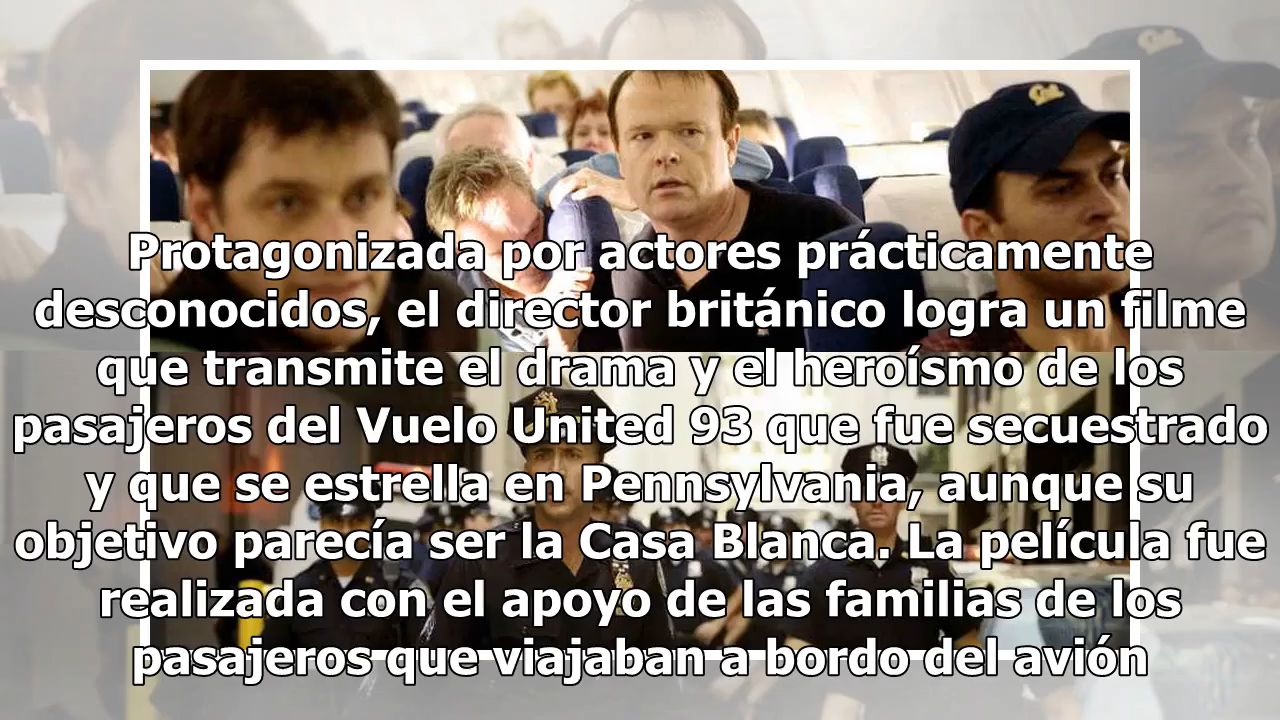 Cal
Protagonizada por actores prácticamente
desconocidos, el director británico logra un filme
que transmite el drama y el heroísmo de los
pasajeros del Vuelo United 93 que fue secuestrado
y que se estrella en Pennsylvania, aunque su
objetivo parecía ser la Casa Blanca. La película fue
realizada con el apoyo de las familias de los
pasajeros que viajaban a bordo del avión